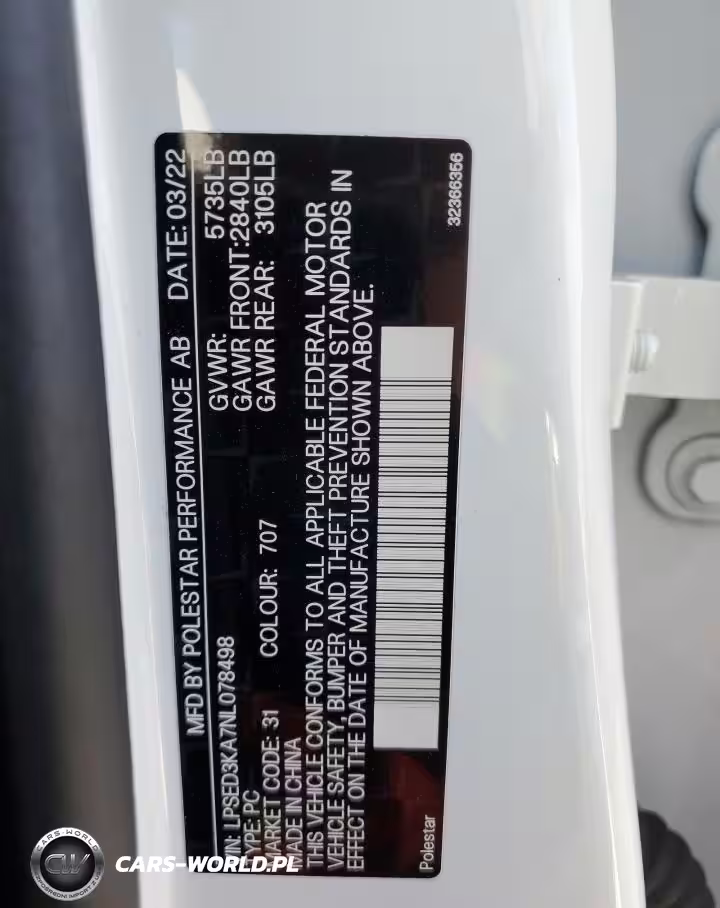 MFD BY POLESTAR PERFORMANCE AB DATE: 03/22
VIN: LPSED3KA7NL078498
GVWR: 5735LB
TYPE: PC
GAWR FRONT:2840LB
MARKET CODE: 31 COLOUR: 707
GAWR REAR: 3105LB
MADE IN CHINA
THIS VEHICLE CONFORMS TO ALL APPLICABLE FEDERAL MOTOR
VEHICLE SAFETY, BUMPER AND THEFT PREVENTION STANDARDS IN
EFFECT ON THE DATE OF MANUFACTURE SHOWN ABOVE.
Polestar
32366356
CARS-WORLD
CW
CARS-WORLD.PL